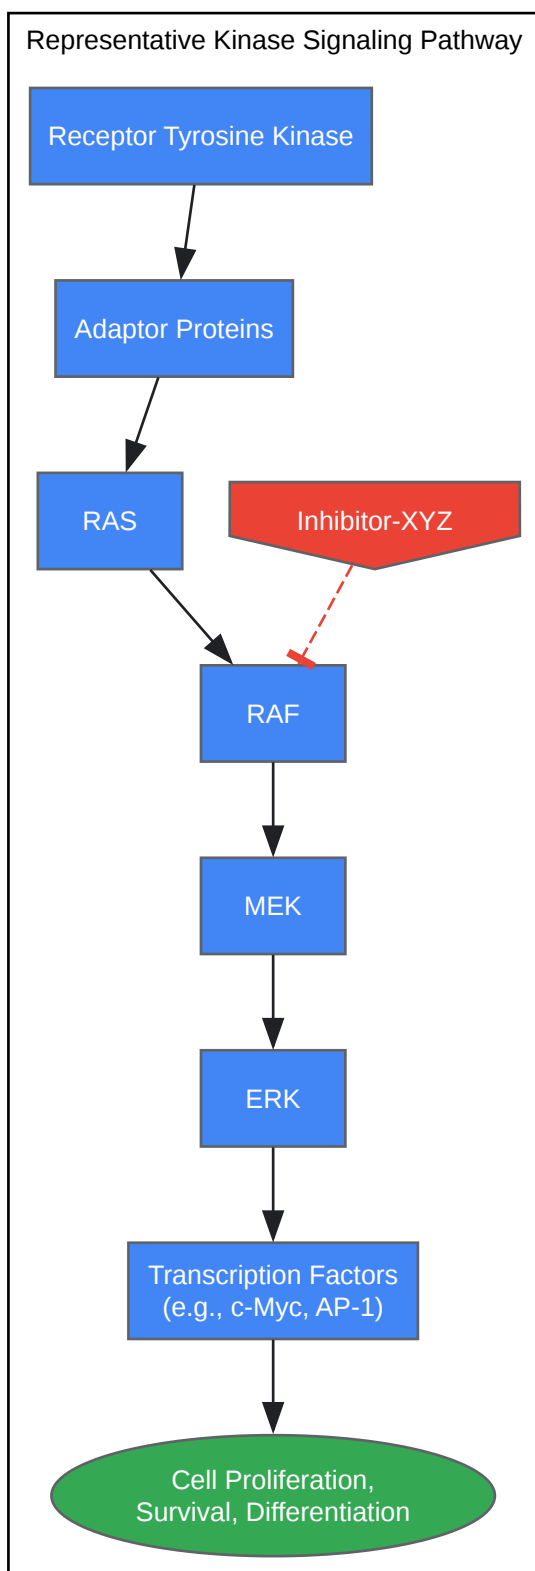 Representative Kinase Signaling Pathway
Receptor Tyrosine Kinase
Adaptor Proteins
RAS
Inhibitor-XYZ
RAF
MEK
ERK
Transcription Factors
(e.g., c-Myc, AP-1)
Cell Proliferation,
Survival, Differentiation